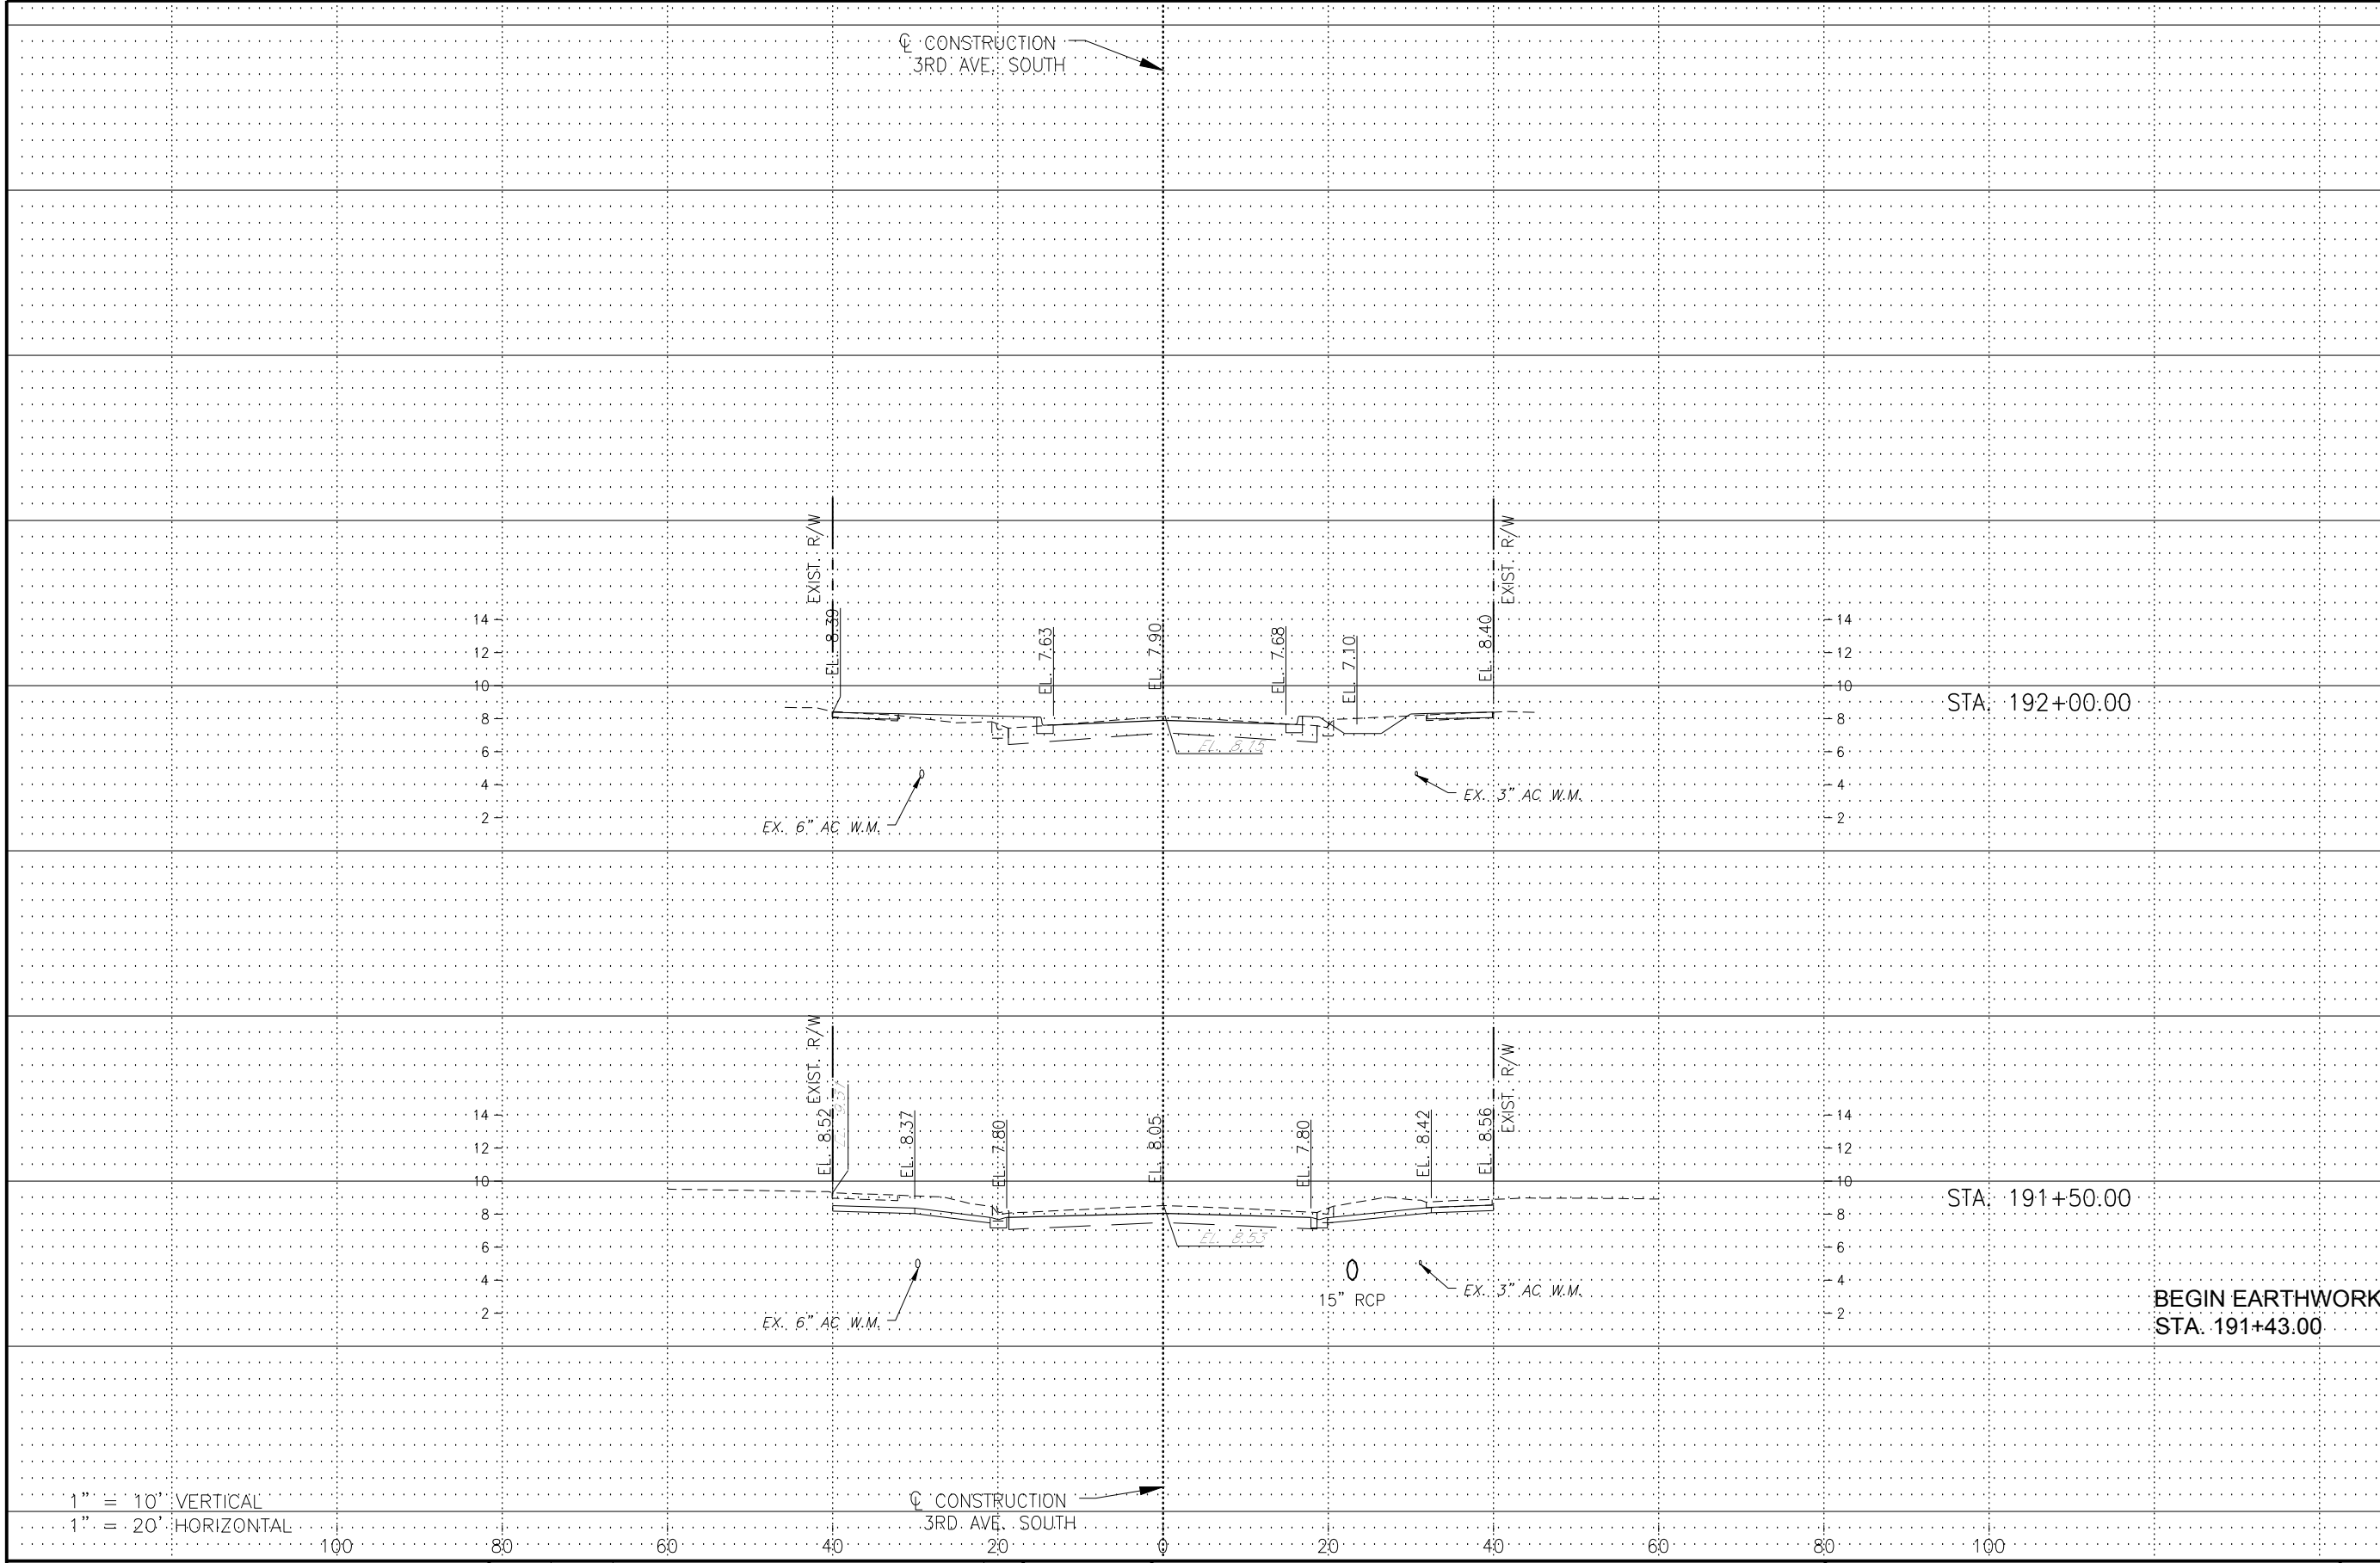 ℄ CONSTRUCTION
3RD AVE. SOUTH
EXIST. R/W
EXIST. R/W
EL. 8.39
EL. 7.63
EL. 7.90
EL. 7.68
EL. 7.10
EL. 8.40
14
12
10
8
6
4
2
14
12
10
8
6
4
2
STA. 192+00.00
EL. 8.15
EX. 6" AC W.M.
EX. 3" AC W.M.
EXIST. R/W
EXIST. R/W
EL. 8.52
EL. 8.37
EL. 7.80
EL. 8.05
EL. 7.80
EL. 8.42
EL. 8.56
14
12
10
8
6
4
2
14
12
10
8
6
4
2
STA. 191+50.00
EL. 8.53
EX. 6" AC W.M.
15" RCP
EX. 3" AC W.M.
BEGIN EARTHWORK
STA. 191+43.00
1" = 10' VERTICAL
1" = 20' HORIZONTAL
℄ CONSTRUCTION
3RD AVE. SOUTH
100 80 60 40 20 0 20 40 60 80 100